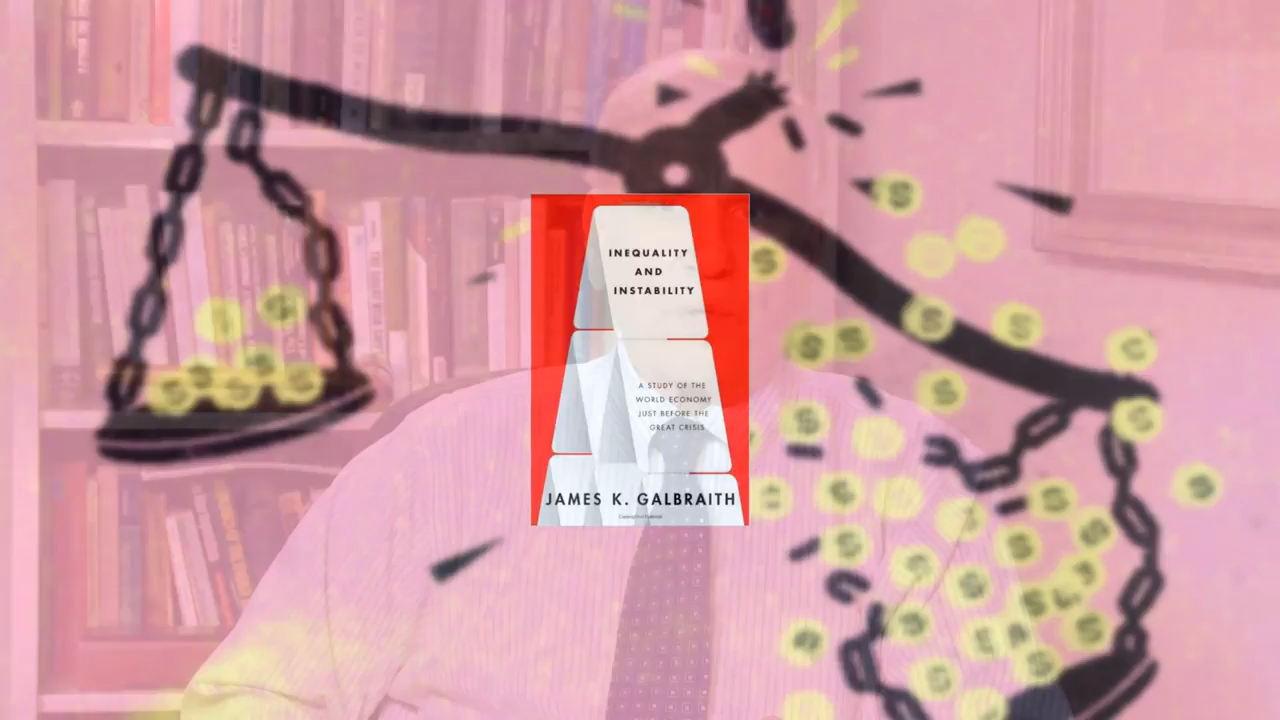 INEQUALITY
AND
INSTABILITY
A STUDY OF THE
WORLD ECONOMY
JUST BEFORE THE
GREAT CRISIS
JAMES K. GALBRAITH